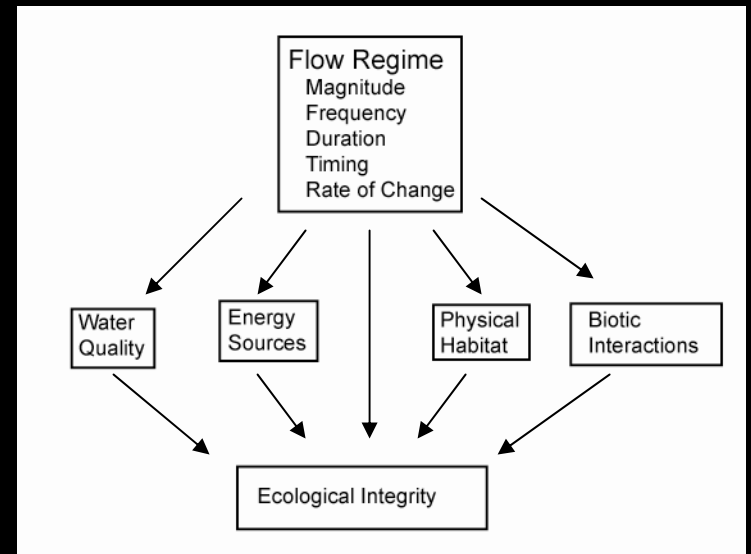 Flow Regime
Magnitude
Frequency
Duration
Timing
Rate of Change
Water
Quality
Energy
Sources
Physical
Habitat
Biotic
Interactions
Ecological Integrity